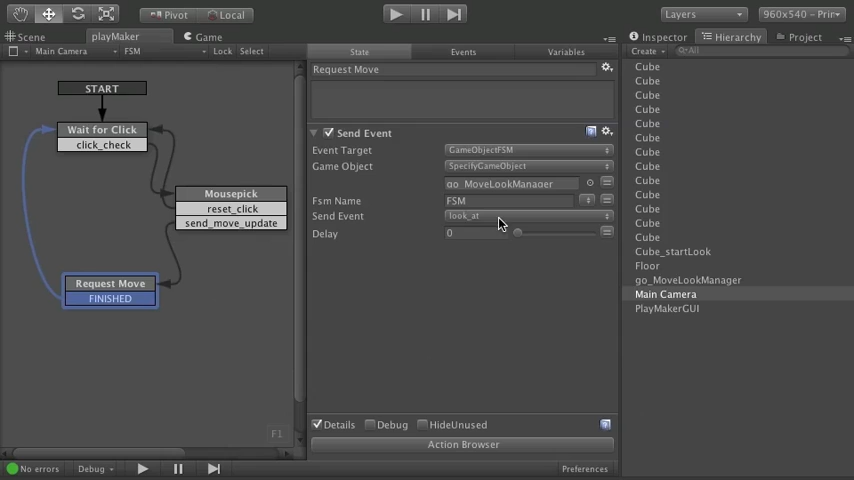 Pivot Local Layers 960x540 - Prir
Scene playMaker Game Inspector Hierarchy Project
Main Camera FSM Lock Select State Events Variables Create All
Request Move
START
Wait for Click
click_check
Mousepick
reset_click
send_move_update
Request Move
FINISHED
F1
Send Event
Event Target GameObjectFSM
Game Object SpecifyGameObject
go_MoveLookManager
Fsm Name FSM
Send Event look_at
Delay 0
Details Debug HideUnused
Action Browser
Cube
Cube
Cube
Cube
Cube
Cube
Cube
Cube
Cube
Cube
Cube
Cube
Cube
Cube_startLook
Floor
go_MoveLookManager
Main Camera
PlayMakerGUI
No errors Debug Preferences